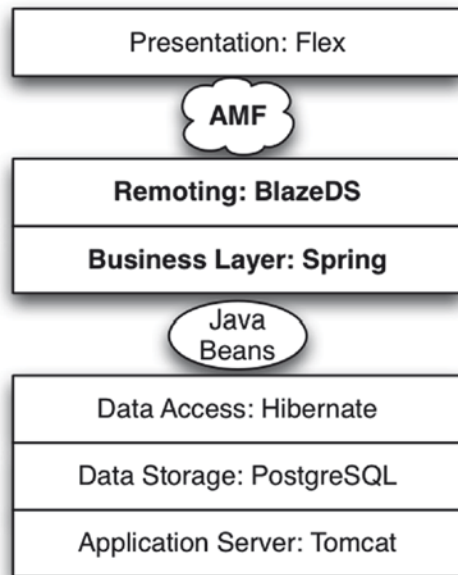 Presentation: Flex
AMF
Remoting: BlazeDS
Business Layer: Spring
Java
Beans
Data Access: Hibernate
Data Storage: PostgreSQL
Application Server: Tomcat